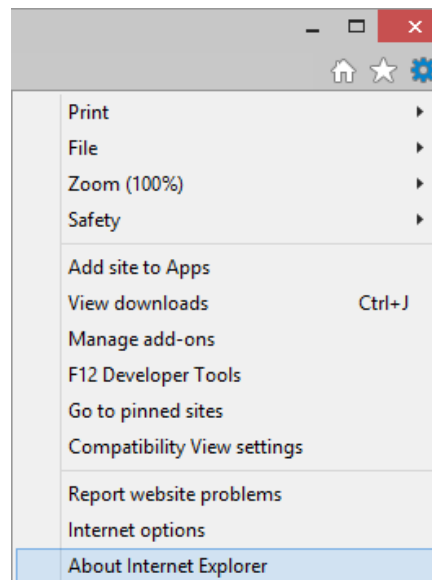 Print
File
Zoom (100%)
Safety
Add site to Apps
View downloads Ctrl+J
Manage add-ons
F12 Developer Tools
Go to pinned sites
Compatibility View settings
Report website problems
Internet options
About Internet Explorer